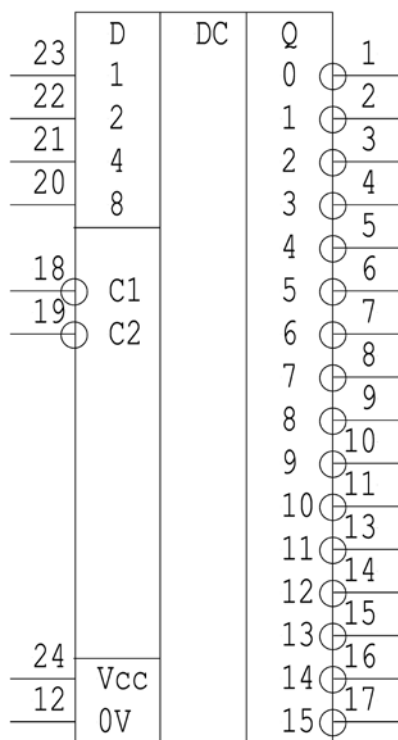 D DC Q
23 1 0 1
22 2 1 2
21 4 2 3
20 8 3 4
4 5
18 C1 5 6
19 C2 6 7
7 8
8 9
9 10
10 11
11 13
12 14
13 15
24 Vcc 14 16
12 0V 15 17